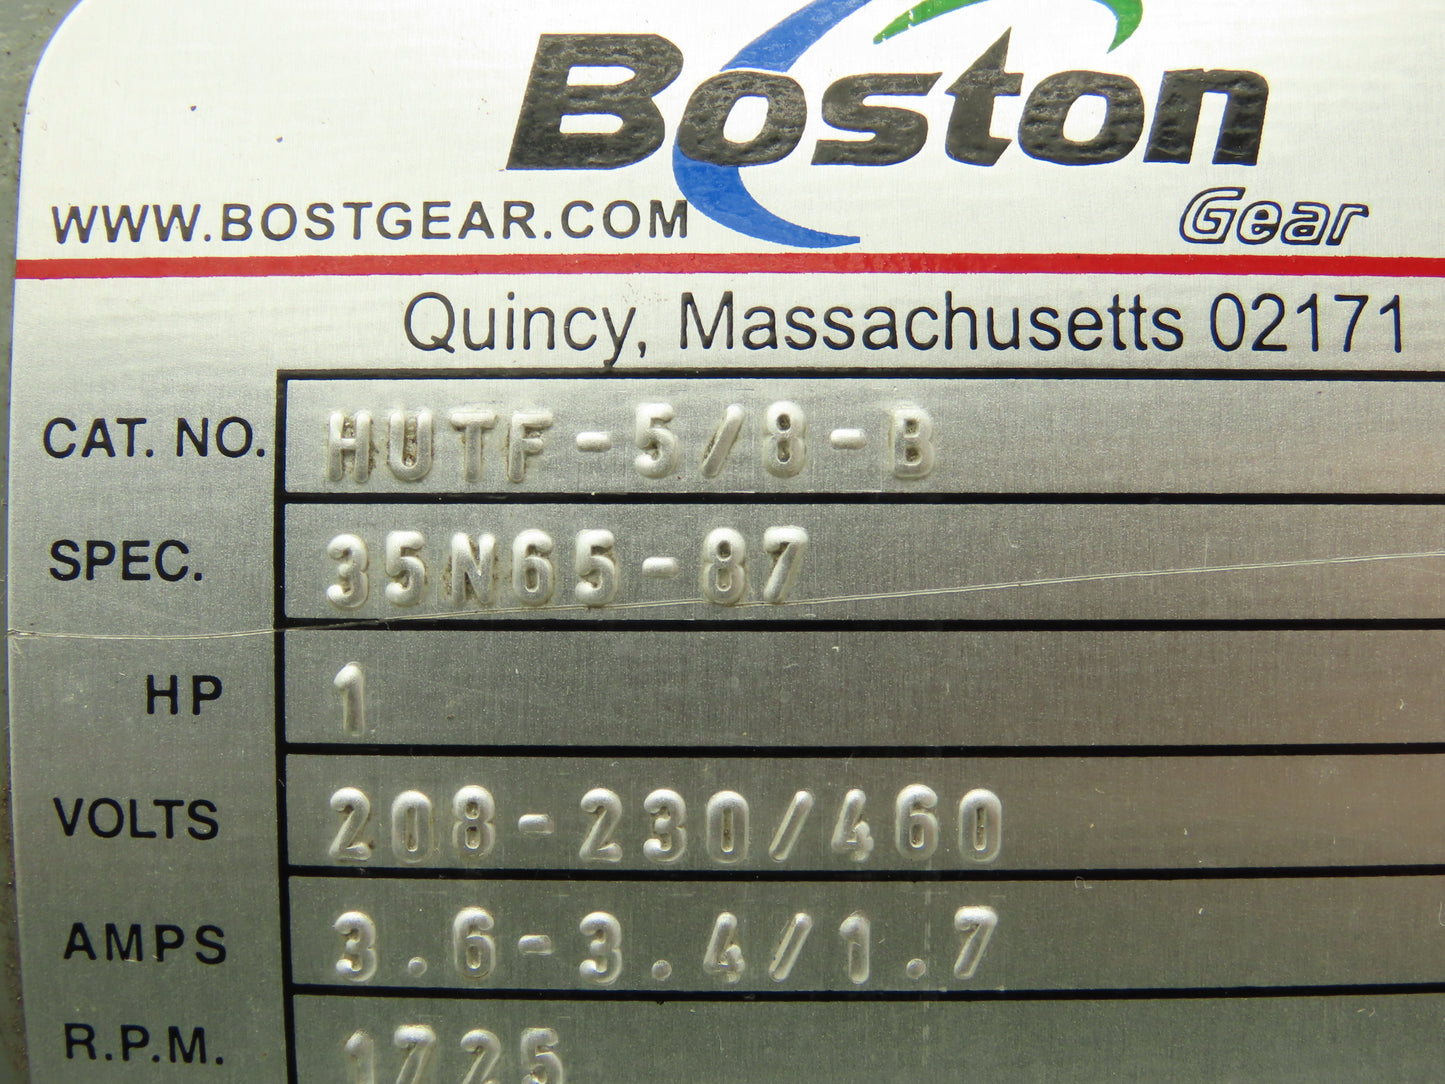 Boston
Gear
WWW.BOSTGEAR.COM
Quincy, Massachusetts 02171
CAT. NO. HUTF-5/8-B
SPEC. 35N65-87
HP 1
VOLTS 208-230/460
AMPS 3.6-3.4/1.7
R.P.M. 1725